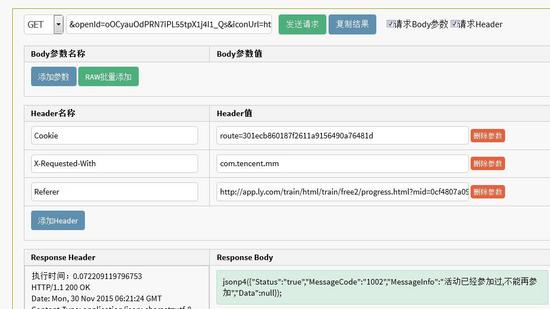 GET &openId=oOCyauOdPRN7iPL55tpX1j4I1_Qs&iconUrl=ht 发送请求 复制结果 请求Body参数 请求Header
Body参数名称 Body参数值
添加参数 RAW批量添加
Header名称 Header值
Cookie route=301ecb860187f2611a9156490a76481d 删除参数
X-Requested-With com.tencent.mm 删除参数
Referer http://app.ly.com/train/html/train/free2/progress.html?mid=0cf4807a09 删除参数
添加Header
Response Header Response Body
执行时间：0.072209119796753
HTTP/1.1 200 OK
Date: Mon, 30 Nov 2015 06:21:24 GMT
jsonp4({"Status":"true","MessageCode":"1002","MessageInfo":"活动已经参加过,不能再参
加","Data":null});